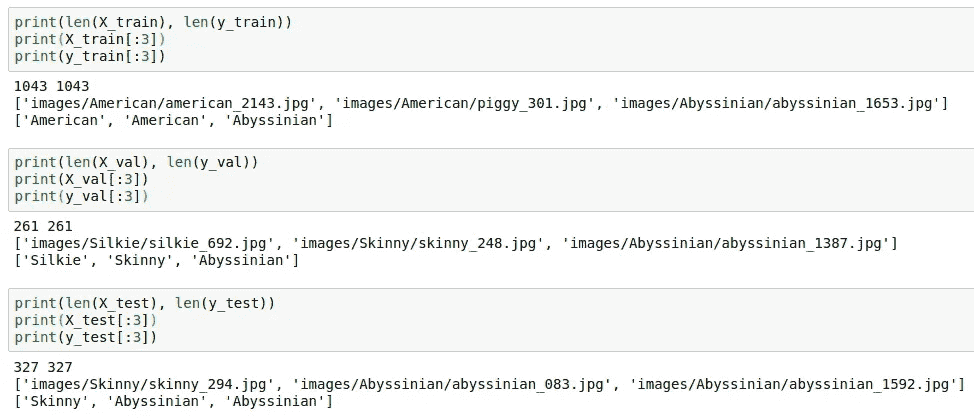 print(len(X_train), len(y_train))
print(X_train[:3])
print(y_train[:3])
1043 1043
['images/American/american_2143.jpg', 'images/American/piggy_301.jpg', 'images/Abyssinian/abyssinian_1653.jpg']
['American', 'American', 'Abyssinian']
print(len(X_val), len(y_val))
print(X_val[:3])
print(y_val[:3])
261 261
['images/Silkie/silkie_692.jpg', 'images/Skinny/skinny_248.jpg', 'images/Abyssinian/abyssinian_1387.jpg']
['Silkie', 'Skinny', 'Abyssinian']
print(len(X_test), len(y_test))
print(X_test[:3])
print(y_test[:3])
327 327
['images/Skinny/skinny_294.jpg', 'images/Abyssinian/abyssinian_083.jpg', 'images/Abyssinian/abyssinian_1592.jpg']
['Skinny', 'Abyssinian', 'Abyssinian']